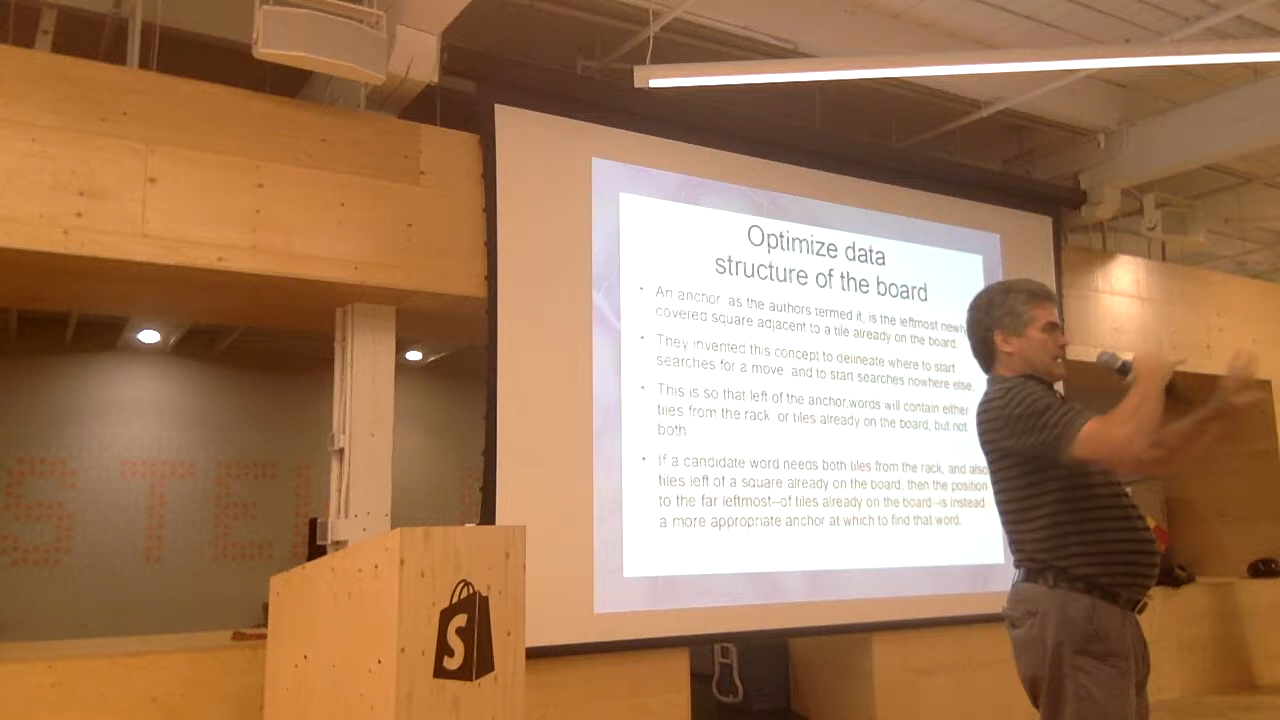 Optimize data
structure of the board
An anchor as the authors termed it, is the leftmost newly
covered square adjacent to a tile already on the board.
They invented this concept to delineate where to start
searches for a move and to start searches nowhere else.
This is so that left of the anchor,words will contain either
tiles from the rack or tiles already on the board, but not
both
If a candidate word needs both tiles from the rack, and also
tiles left of a square already on the board, then the position
to the far leftmost--of tiles already on the board--is instead
a more appropriate anchor at which to find that word.
STE
S